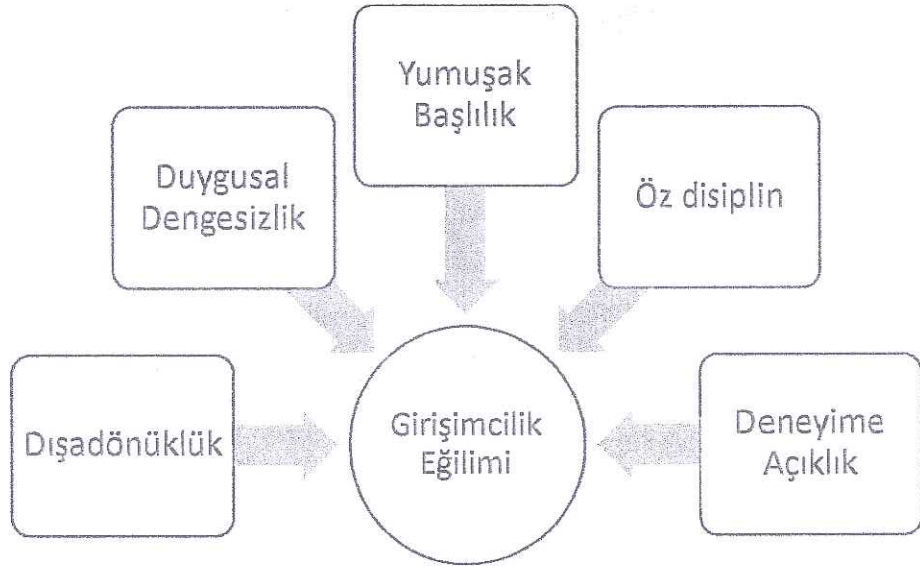 Yumuşak
Başlılık
Duygusal
Dengesizlik
Öz disiplin
Dışadönüklük
Girişimcilik
Eğilimi
Deneyime
Açıklık